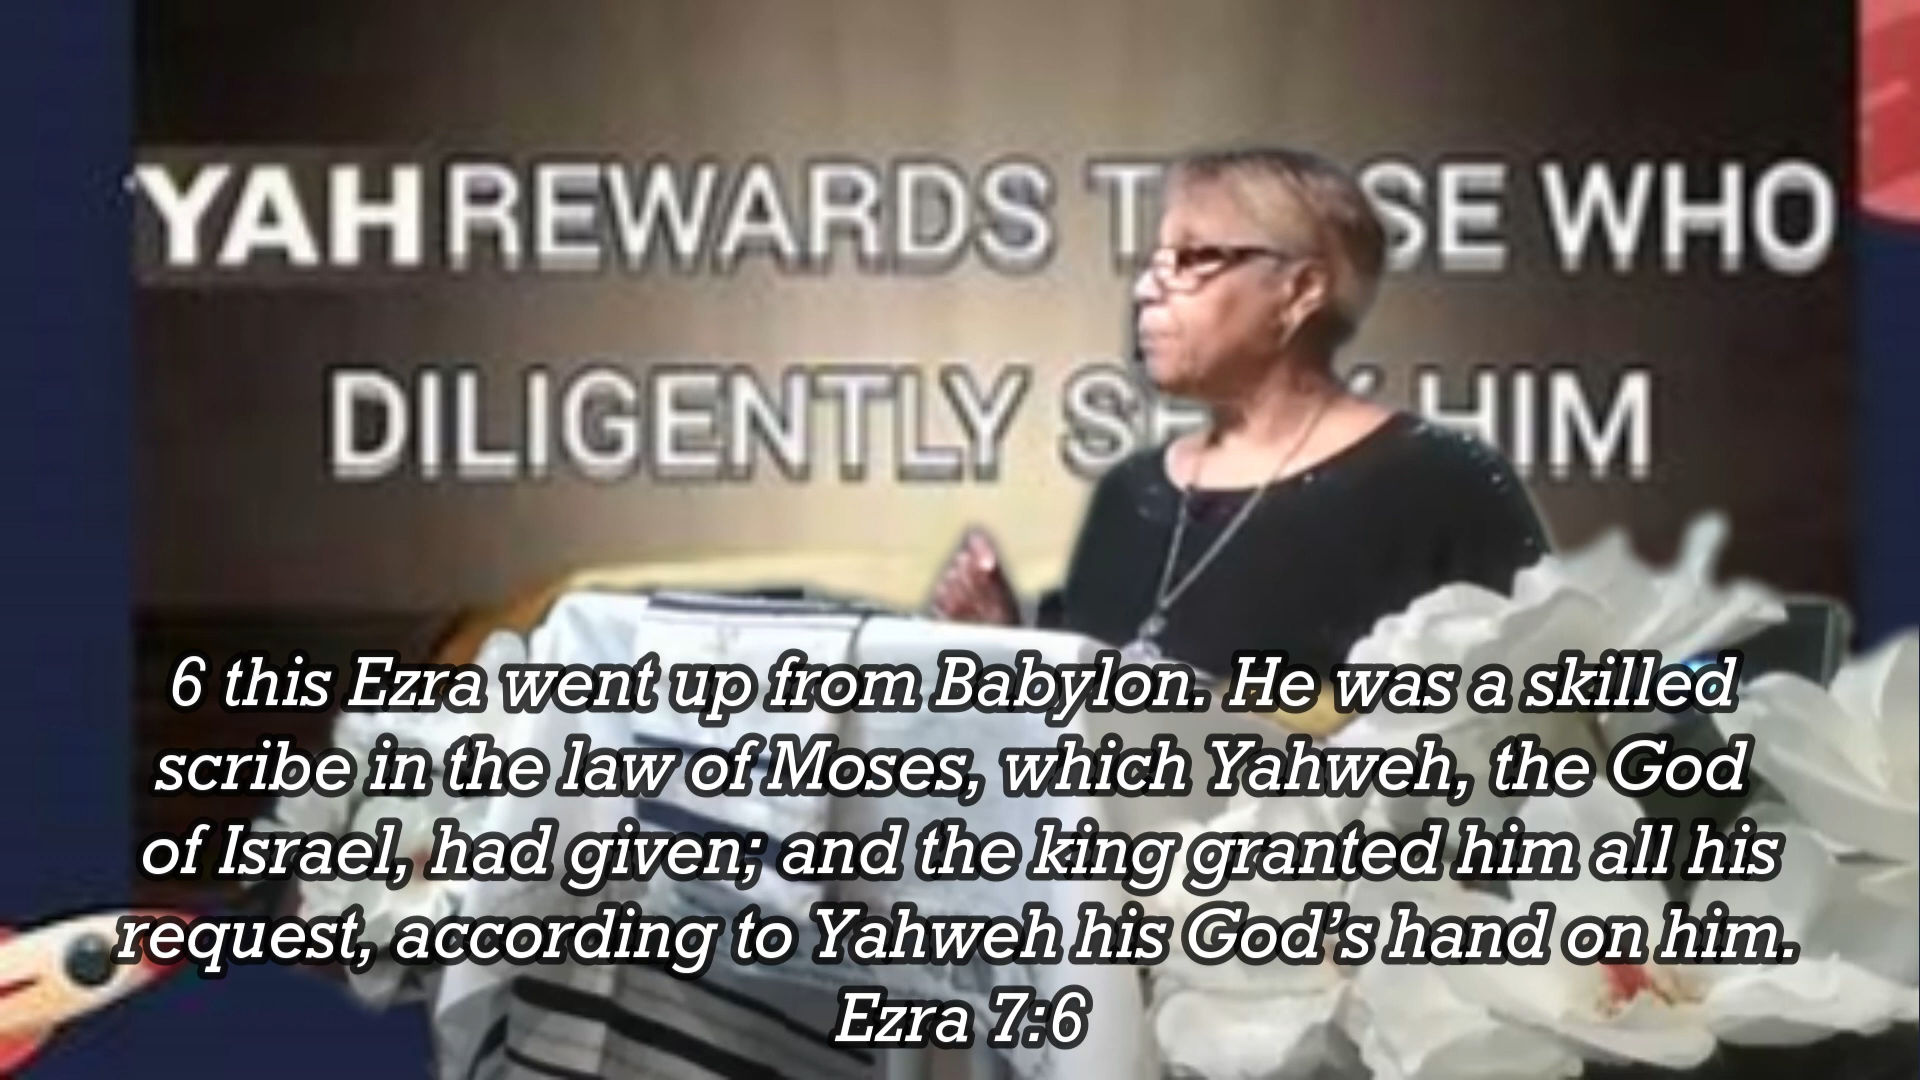 YAH REWARDS T SE WHO
DILIGENTLY S HIM
6 this Ezra went up from Babylon. He was a skilled
scribe in the law of Moses, which Yahweh, the God
of Israel, had given; and the king granted him all his
request, according to Yahweh his God’s hand on him.
Ezra 7:6